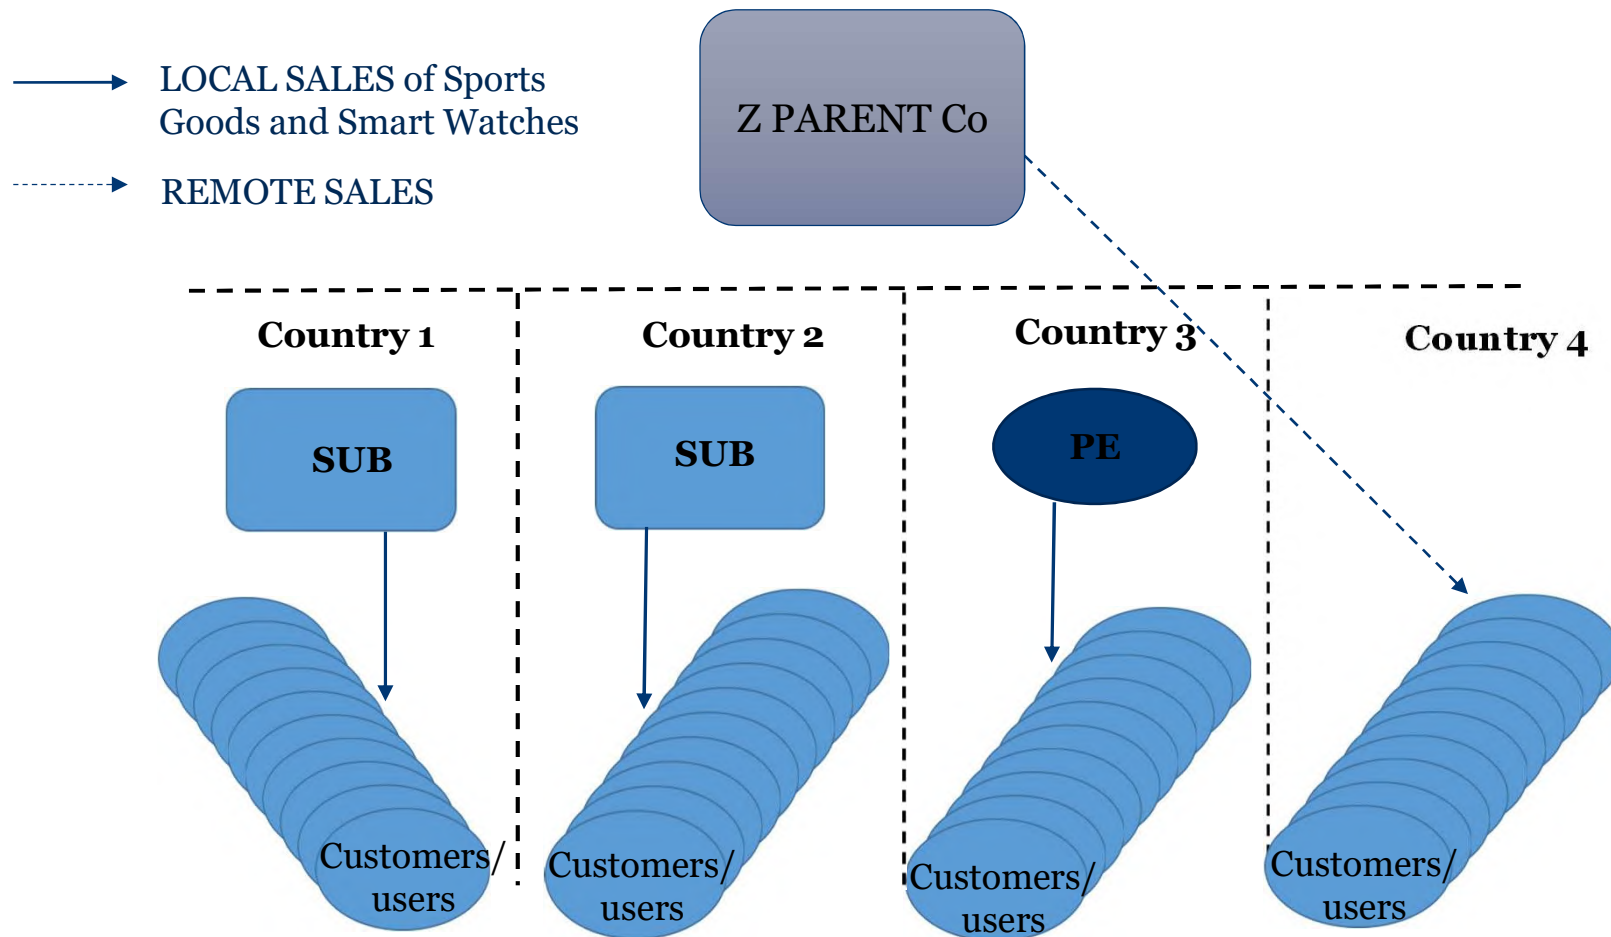 LOCAL SALES of Sports
Goods and Smart Watches
REMOTE SALES
Z PARENT Co
Country 1
Country 2
Country 3
Country 4
SUB
SUB
PE
Customers/
users
Customers/
users
Customers/
users
Customers/
users